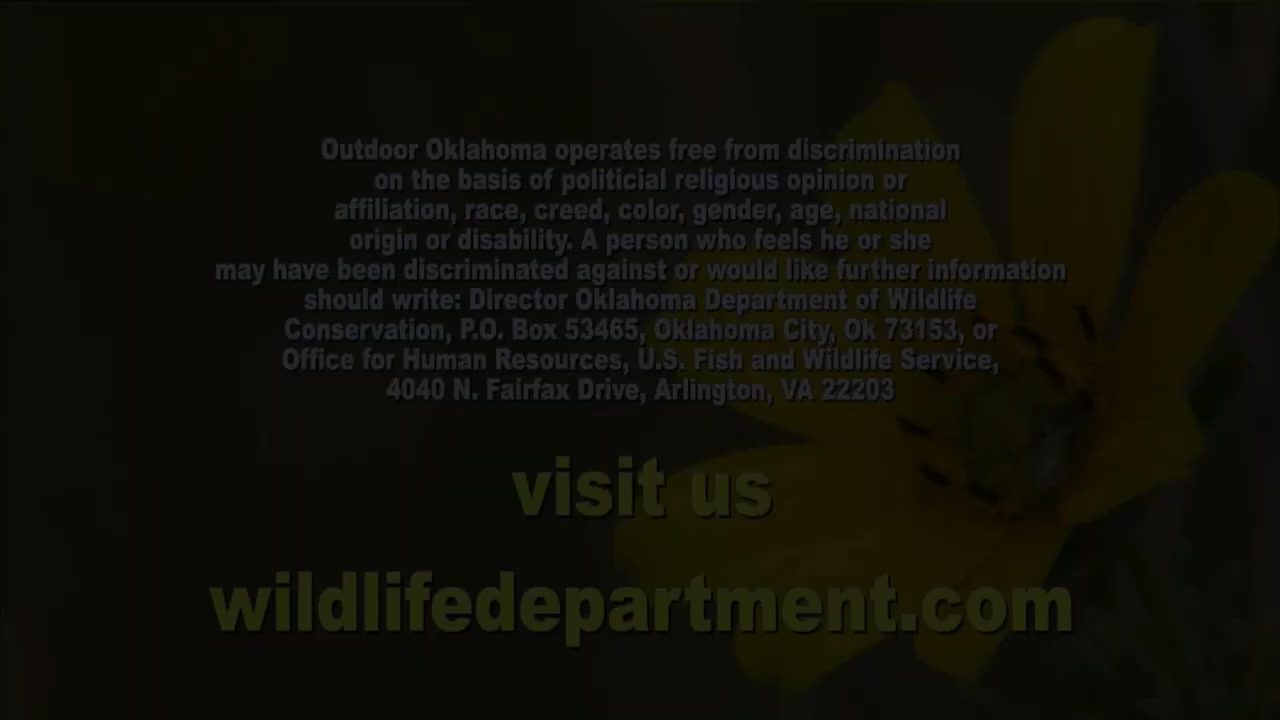 Outdoor Oklahoma operates free from discrimination
on the basis of politicial religious opinion or
affiliation, race, creed, color, gender, age, national
origin or disability. A person who feels he or she
may have been discriminated against or would like further information
should write: Director Oklahoma Department of Wildlife
Conservation, P.O. Box 53465, Oklahoma City, Ok 73153, or
Office for Human Resources, U.S. Fish and Wildlife Service,
4040 N. Fairfax Drive, Arlington, VA 22203
visit us
wildlifedepartment.com